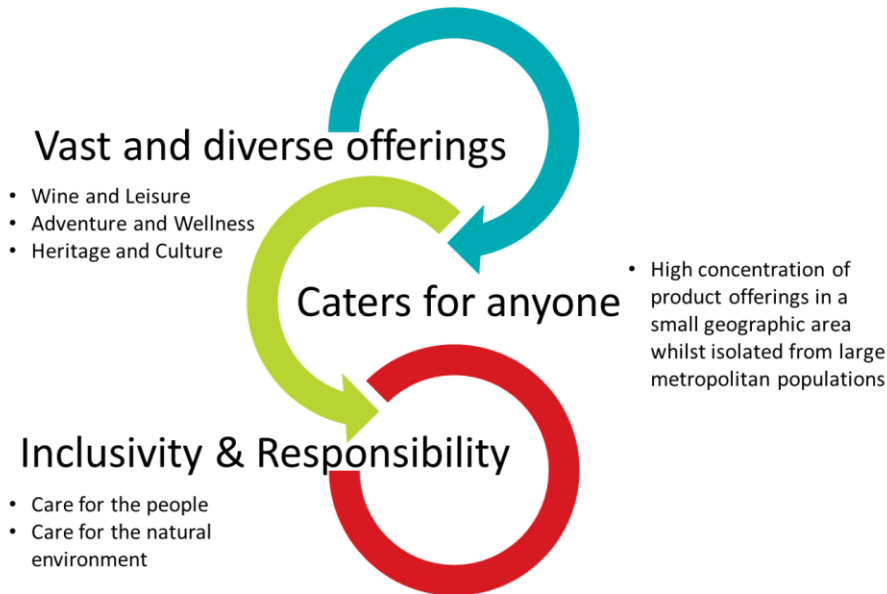 Vast and diverse offerings
• Wine and Leisure
• Adventure and Wellness
• Heritage and Culture
Caters for anyone
• High concentration of
product offerings in a
small geographic area
whilst isolated from large
metropolitan populations
Inclusivity & Responsibility
• Care for the people
• Care for the natural
environment